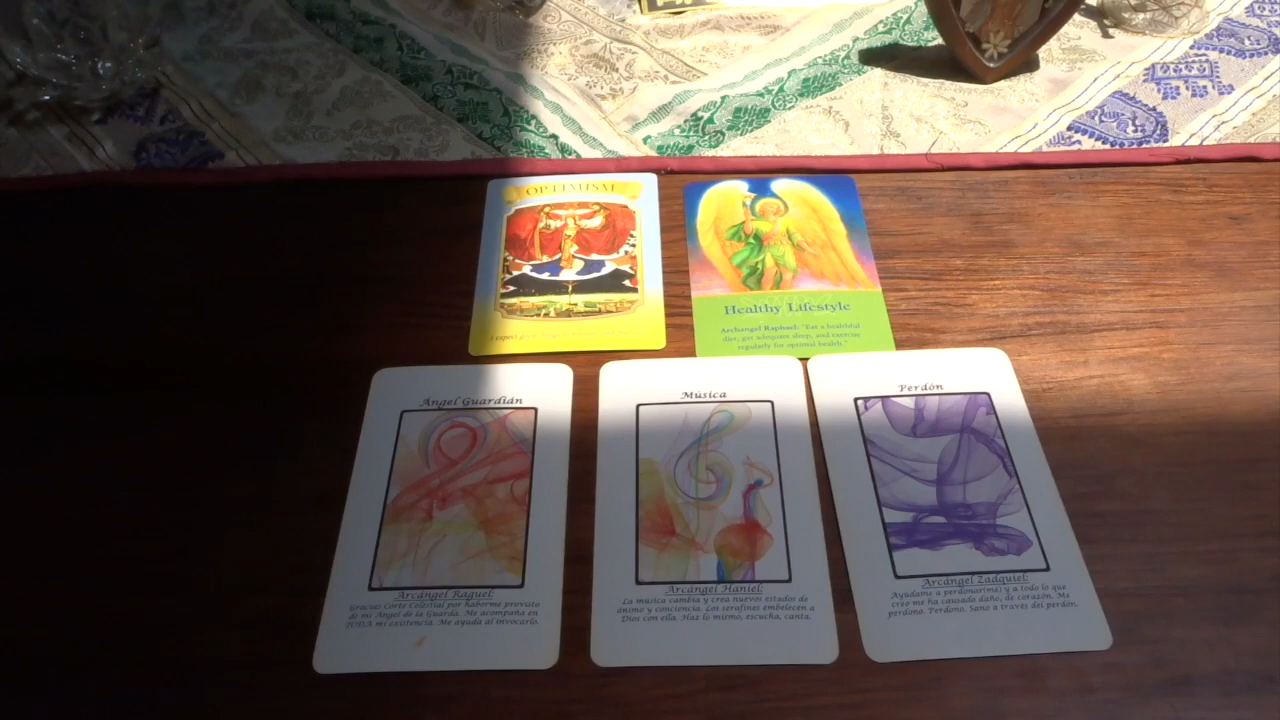 OPTIMISM
I expect good
Healthy Lifestyle
Archangel Raphael: "Eat a healthful
diet, get adequate sleep, and exercise
regularly for optimal health."
Angel Guardián
Arcángel Raguel:
Gracias Corte Celestial por haberme provisto
de mi Ángel de la Guarda. Me acompaña en
TODA mi existencia. Me ayuda al invocarlo.
Música
Arcángel Haniel:
La música cambia y crea nuevos estados de
ánimo y conciencia. Los serafines embelecen a
Dios con ella. Haz lo mismo, escucha, canta.
Perdón
Arcángel Zadquiel:
Ayúdame a perdonar(me) y a todo lo que
cree me ha causado daño, de corazón. Me
perdono. Perdono. Sano a través del perdón.